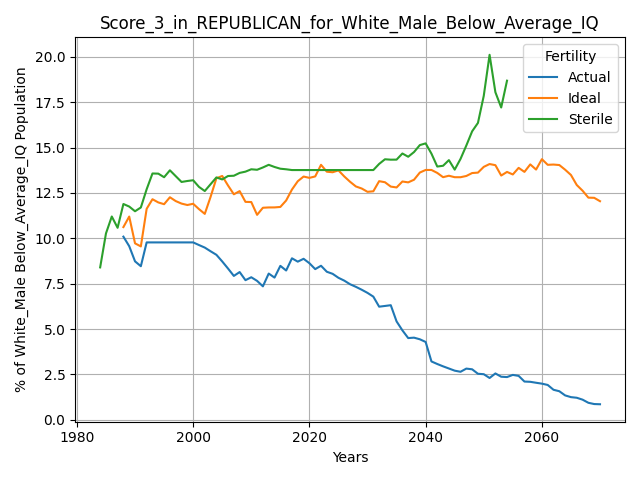 Score_3_in_REPUBLICAN_for_White_Male_Below_Average_IQ
% of White_Male Below_Average_IQ Population
20.0
17.5
15.0
12.5
10.0
7.5
5.0
2.5
0.0
Fertility
Actual
Ideal
Sterile
1980
2000
2020
2040
2060
Years